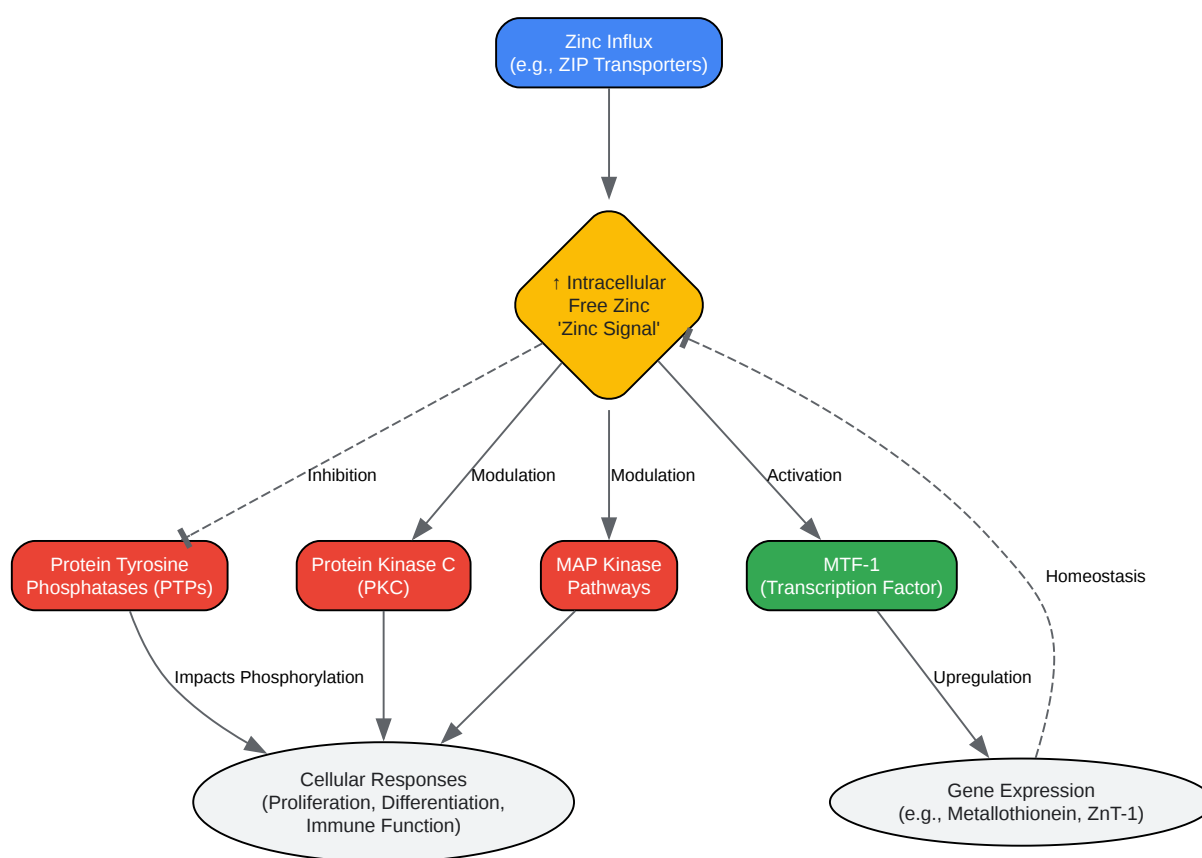 Zinc Influx
(e.g., ZIP Transporters)
↑ Intracellular
Free Zinc
'Zinc Signal'
Inhibition
Modulation
Modulation
Activation
Protein Tyrosine
Phosphatases (PTPs)
Protein Kinase C
(PKC)
MAP Kinase
Pathways
MTF-1
(Transcription Factor)
Homeostasis
Impacts Phosphorylation
Upregulation
Cellular Responses
(Proliferation, Differentiation,
Immune Function)
Gene Expression
(e.g., Metallothionein, ZnT-1)